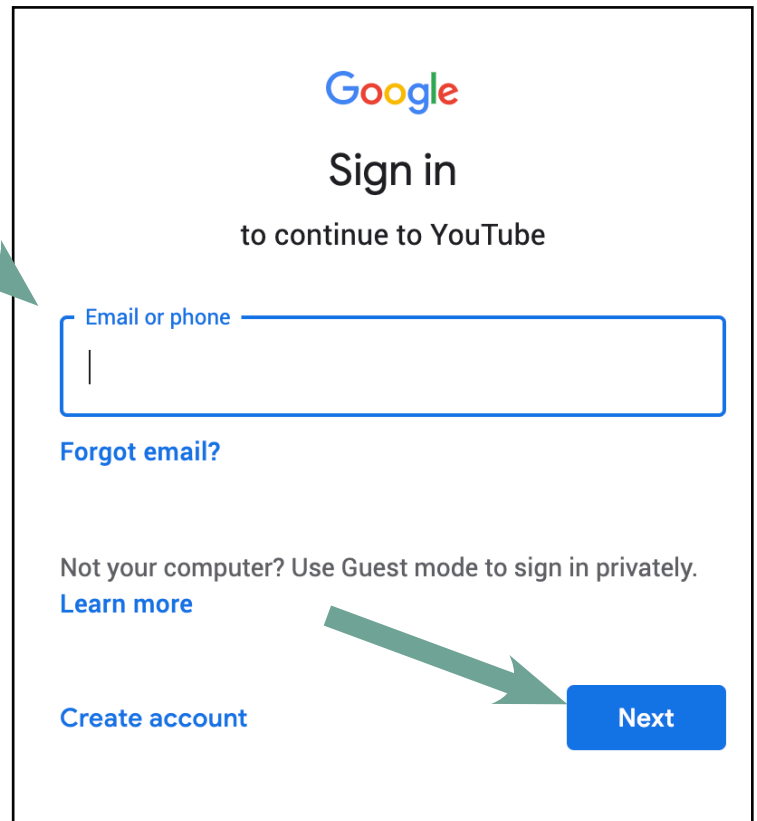 Google
Sign in
to continue to YouTube
Email or phone
Forgot email?
Not your computer? Use Guest mode to sign in privately.
Learn more
Create account
Next